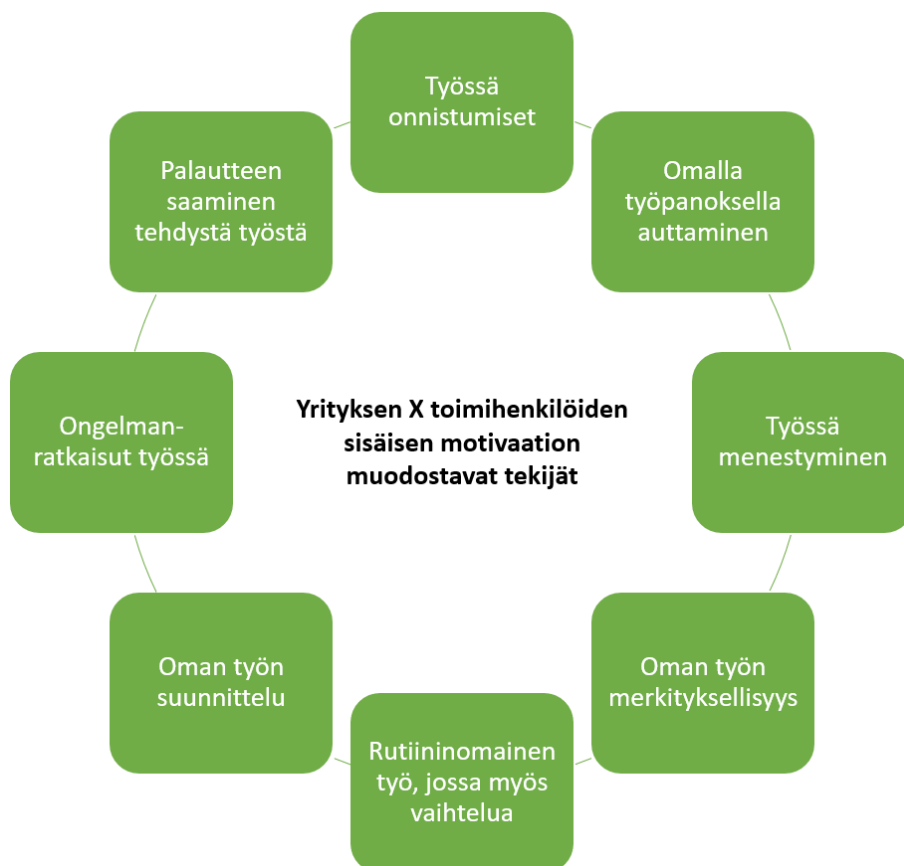 Työssä
onnistumiset
Omalla
työpanoksella
auttaminen
Työssä
menestyminen
Oman työn
merkityksellisyys
Rutiininomainen
työ, jossa myös
vaihtelua
Oman työn
suunnittelu
Ongelman-
ratkaisut työssä
Palautteen
saaminen
tehdystä työstä
Yrityksen X toimihenkilöiden
sisäisen motivaation
muodostavat tekijät